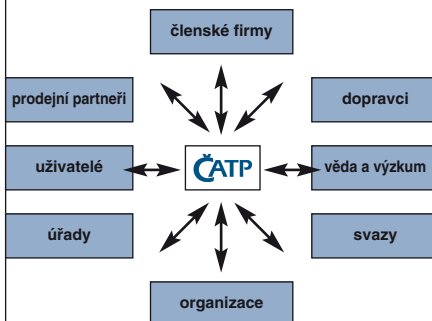 členské firmy
prodejní partneři
dopravci
uživatelé
ČATP
věda a výzkum
úřady
svazy
organizace